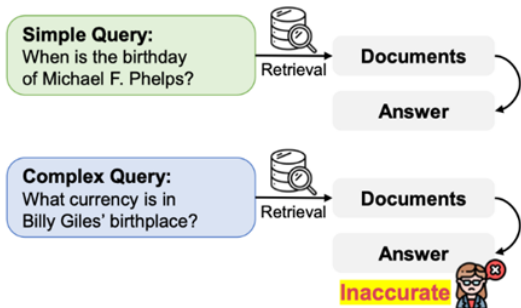 Simple Query:
When is the birthday
of Michael F. Phelps?
Retrieval
Documents
Answer
Complex Query:
What currency is in
Billy Giles’ birthplace?
Retrieval
Documents
Answer
Inaccurate